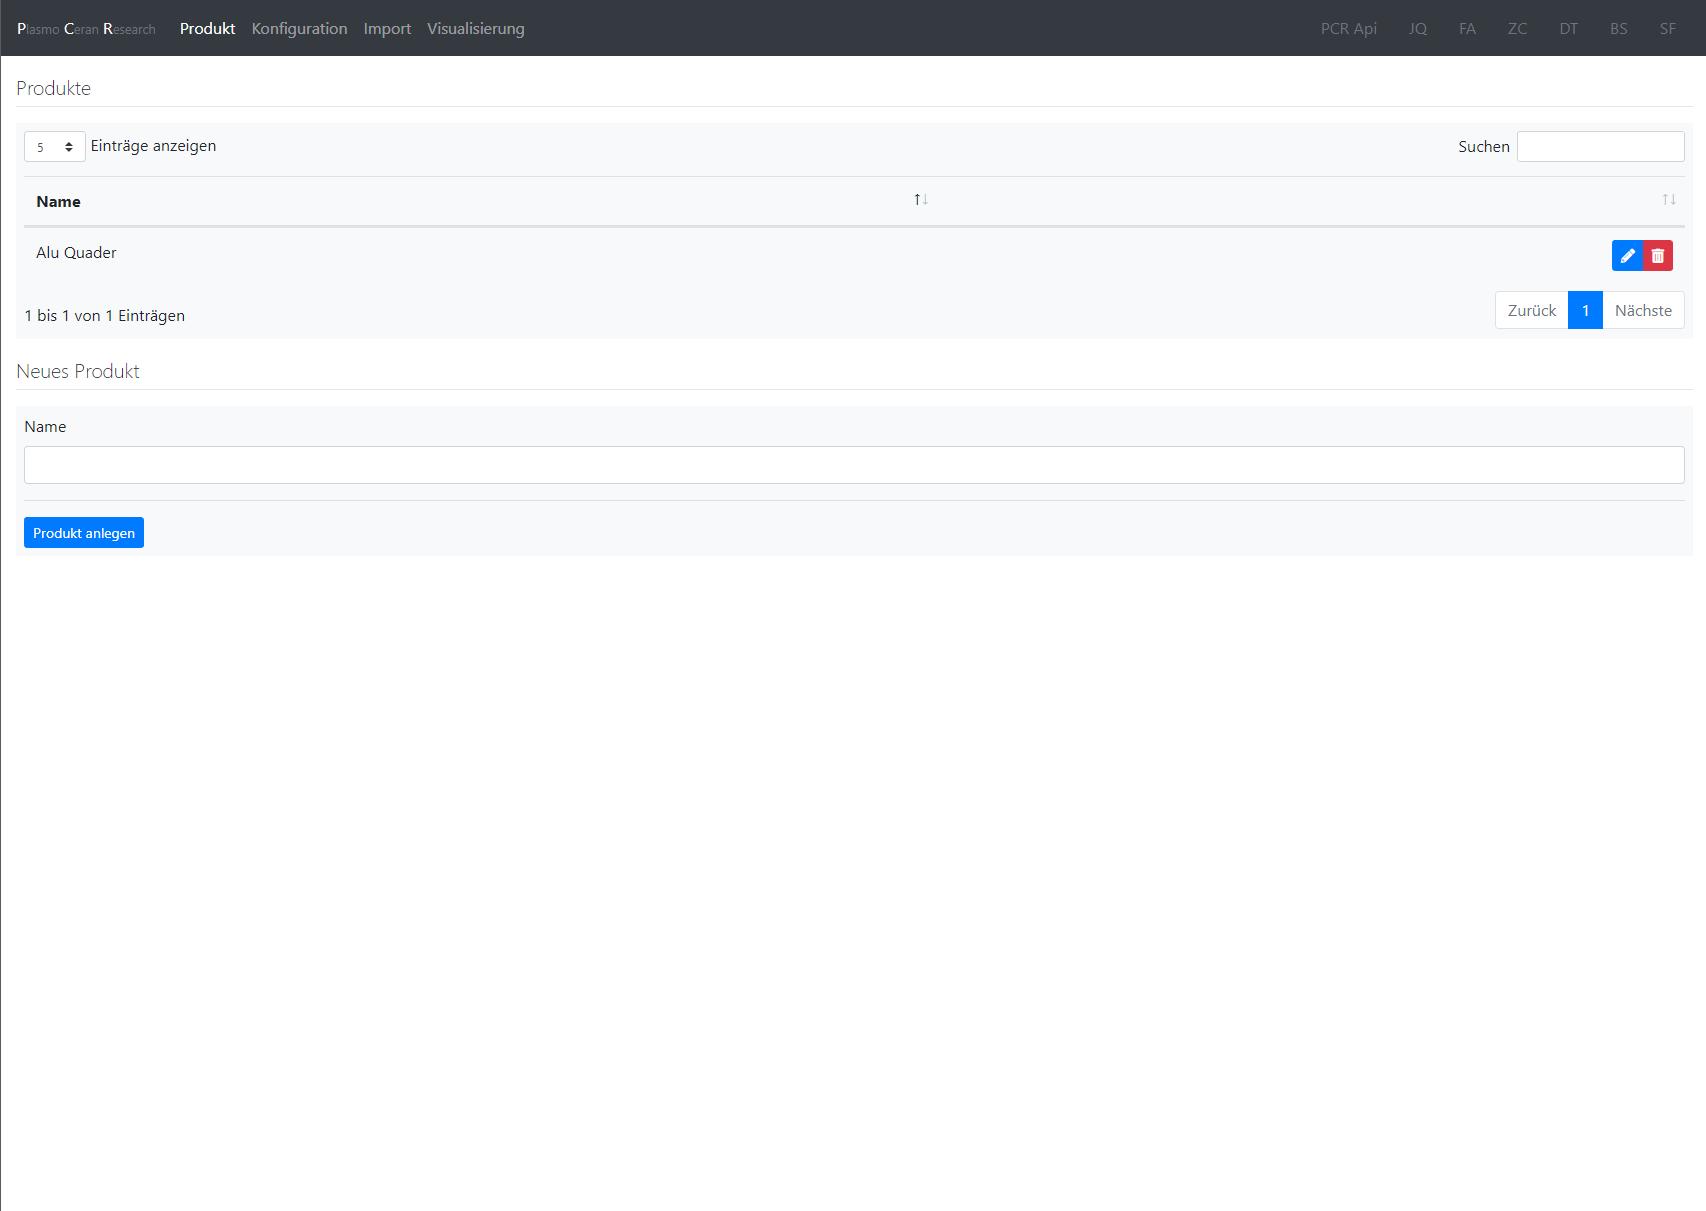 Plasmo Ceran Research Produkt Konfiguration Import Visualisierung PCR Api JQ FA ZC DT BS SF
Produkte
5 Einträge anzeigen Suchen
Name
Alu Quader
1 bis 1 von 1 Einträgen Zurück 1 Nächste
Neues Produkt
Name
Produkt anlegen